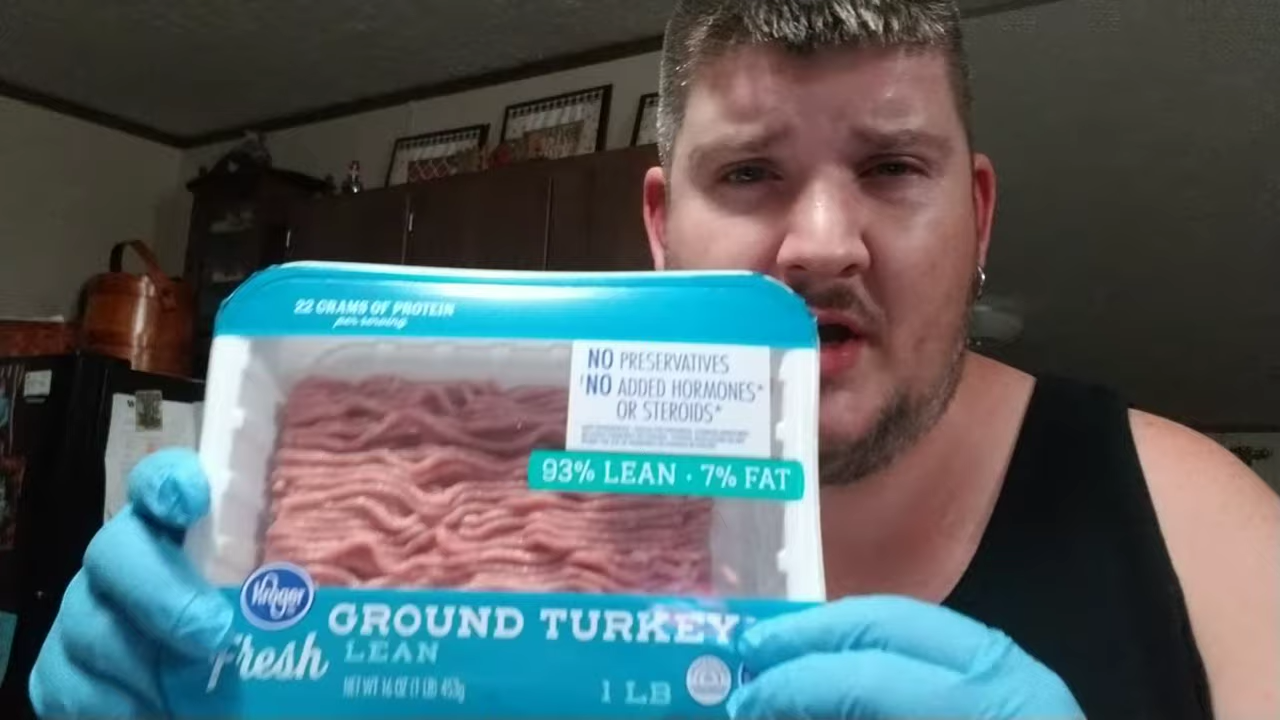 22 GRAMS OF PROTEIN
per serving
NO PRESERVATIVES
†NO ADDED HORMONES*
OR STEROIDS*
93% LEAN · 7% FAT
Kroger
GROUND TURKEY
fresh LEAN
NET WT 16 OZ (1 LB) 453g
1 LB